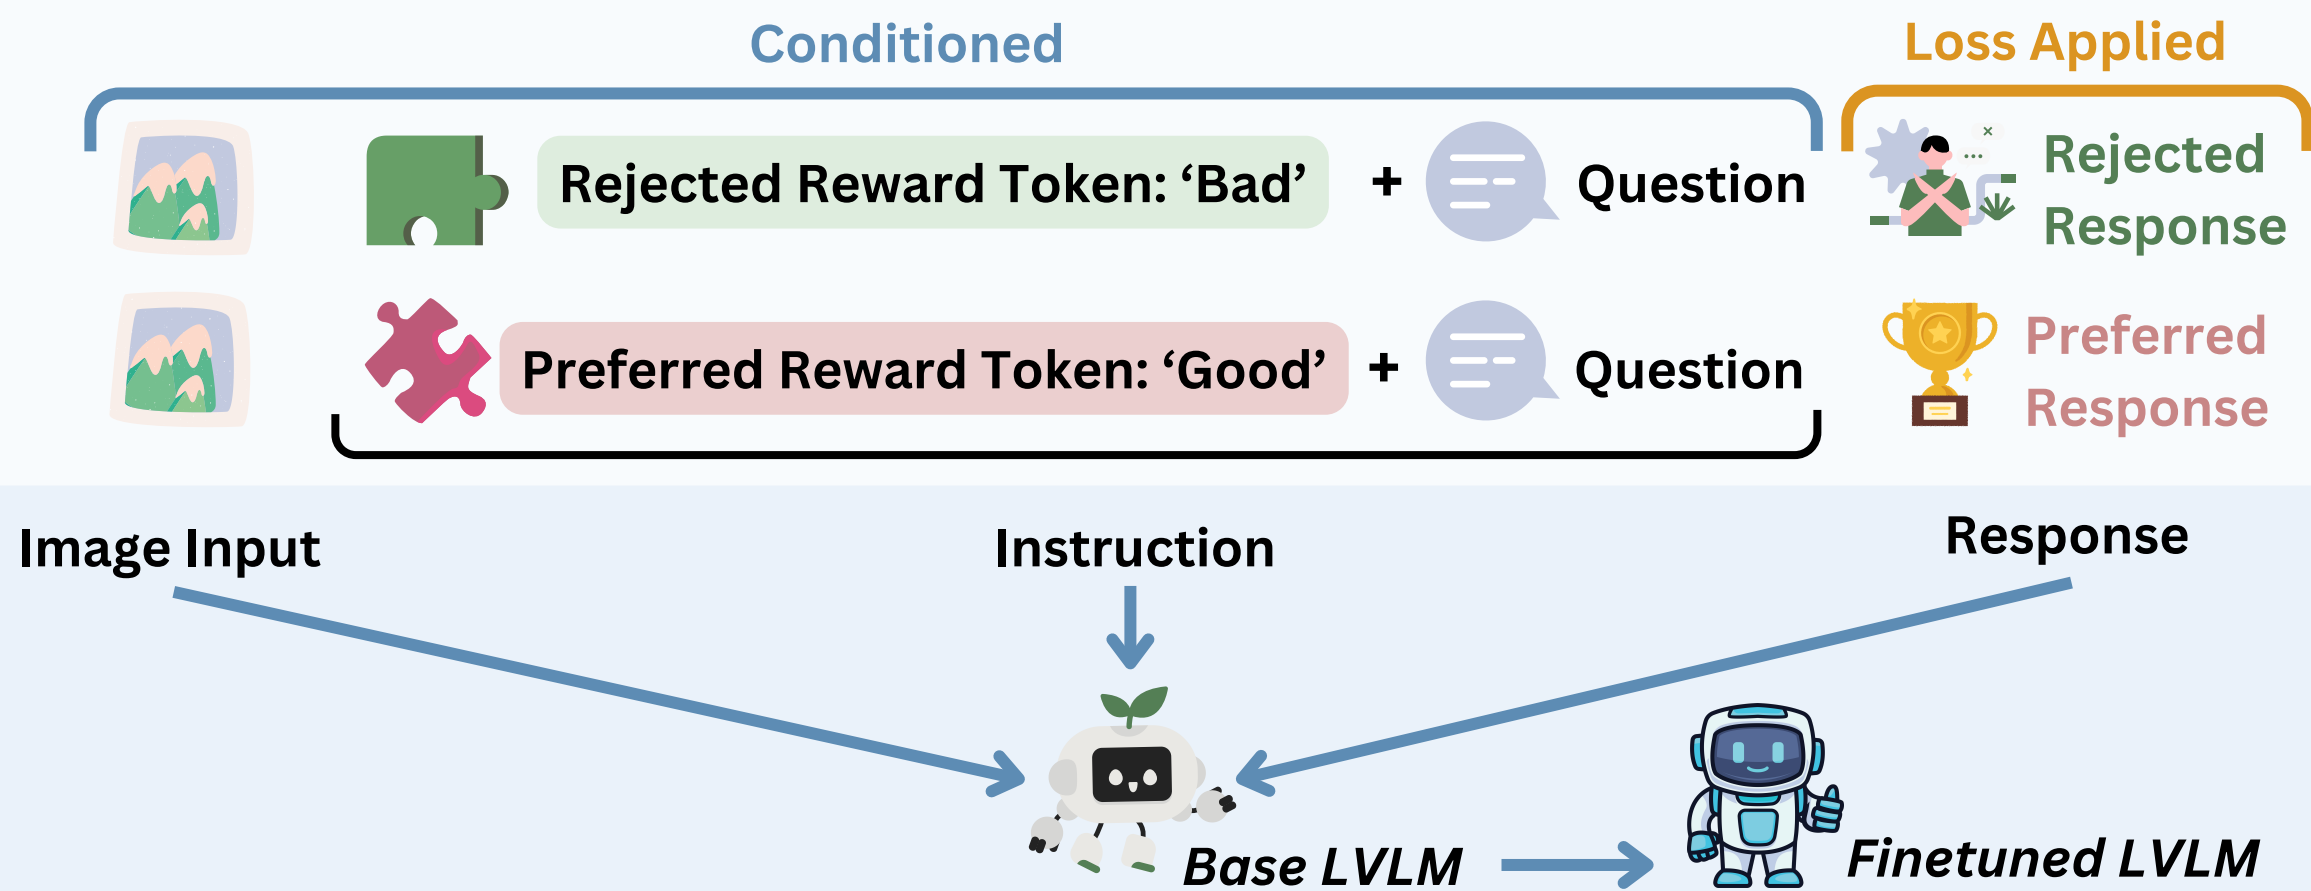 Conditioned
Loss Applied
Rejected Reward Token: ‘Bad’ + Question
Rejected
Response
Preferred Reward Token: ‘Good’ + Question
Preferred
Response
Image Input
Instruction
Response
Base LVLM
Finetuned LVLM